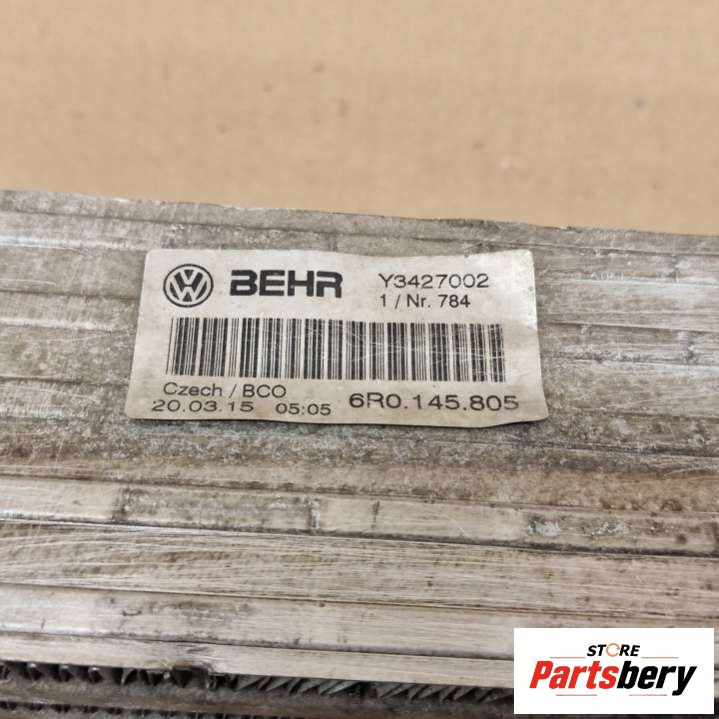 BEHR Y3427002
1 / Nr. 784
Czech / BCO
20.03.15 05:05 6R0.145.805
STORE
Partsbery